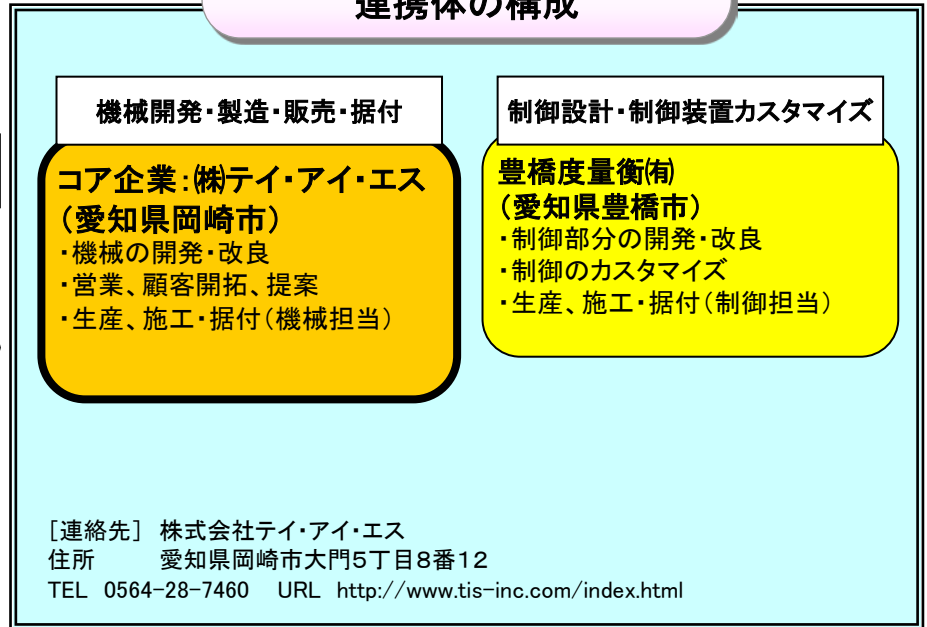 連携体の構成
機械開発・製造・販売・据付
コア企業：㈱テイ・アイ・エス
（愛知県岡崎市）
・機械の開発・改良
・営業、顧客開拓、提案
・生産、施工・据付（機械担当）
制御設計・制御装置カスタマイズ
豊橋度量衡㈲
（愛知県豊橋市）
・制御部分の開発・改良
・制御のカスタマイズ
・生産、施工・据付（制御担当）
［連絡先］ 株式会社テイ・アイ・エス
住所　　愛知県岡崎市大門５丁目８番１２
TEL 0564-28-7460　URL http://www.tis-inc.com/index.html